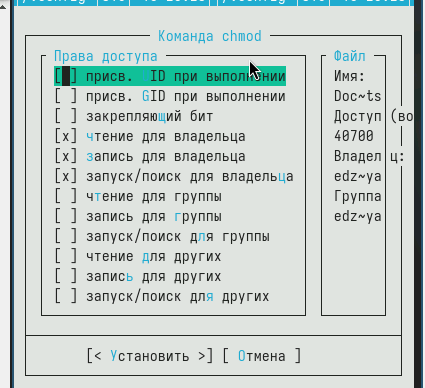 Команда chmod
Права доступа
[ ] присв. ID при выполнении
[ ] присв. GID при выполнении
[ ] закрепляющий бит
[x] чтение для владельца
[x] запись для владельца
[x] запуск/поиск для владельца
[ ] чтение для группы
[ ] запись для группы
[ ] запуск/поиск для группы
[ ] чтение для других
[ ] запись для других
[ ] запуск/поиск для других
Файл
Имя:
Doc~ts
Доступ (во
40700
Владел ц:
edz~ya
Группа
edz~ya
[< Установить >] [ Отмена ]